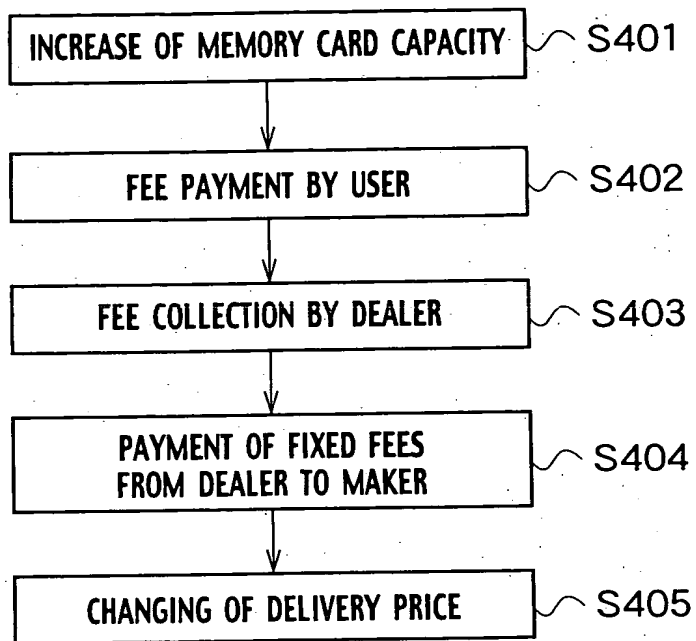 INCREASE OF MEMORY CARD CAPACITY S401
FEE PAYMENT BY USER S402
FEE COLLECTION BY DEALER S403
PAYMENT OF FIXED FEES
FROM DEALER TO MAKER S404
CHANGING OF DELIVERY PRICE S405